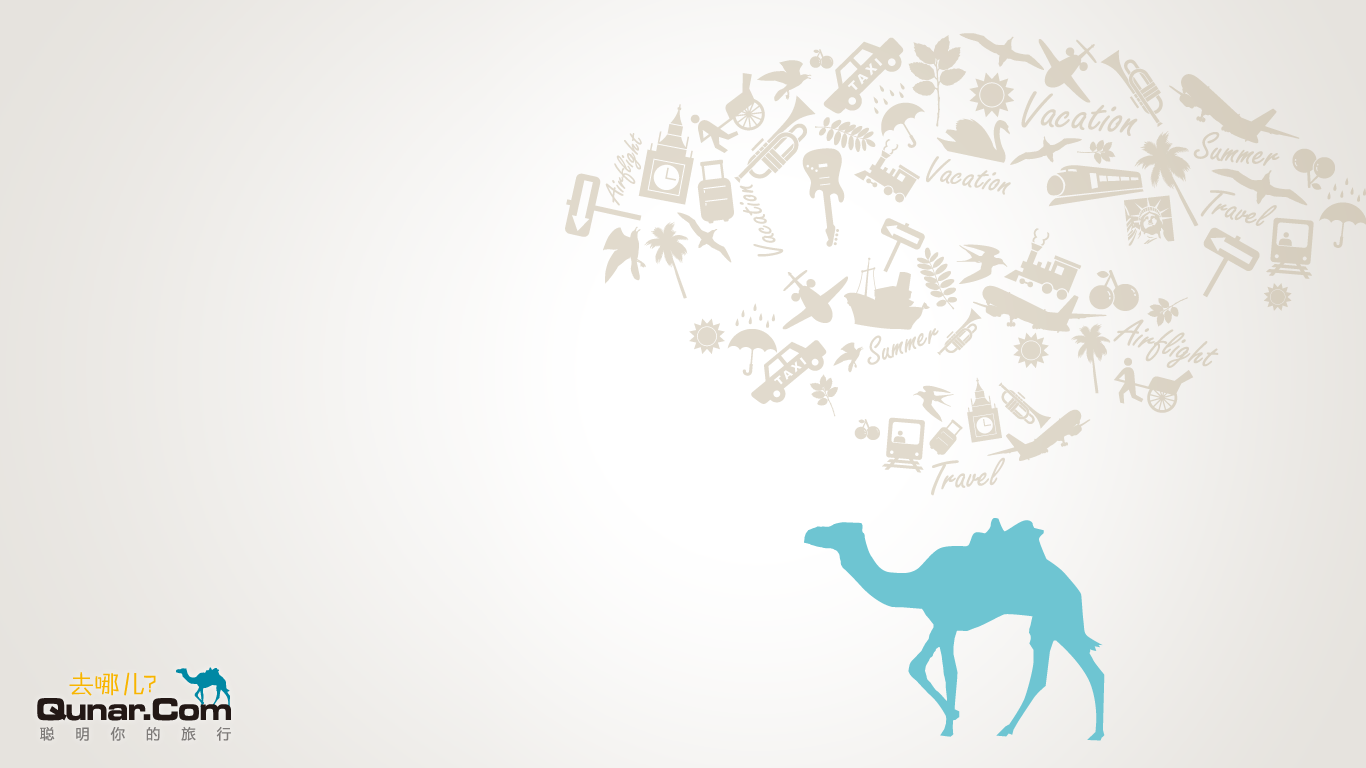 TAXI
Vacation
Airflight
Summer
Vacation
Vacation
Travel
Summer
Airflight
TAXI
Travel
去哪儿?
Qunar.Com
聪明你的旅行